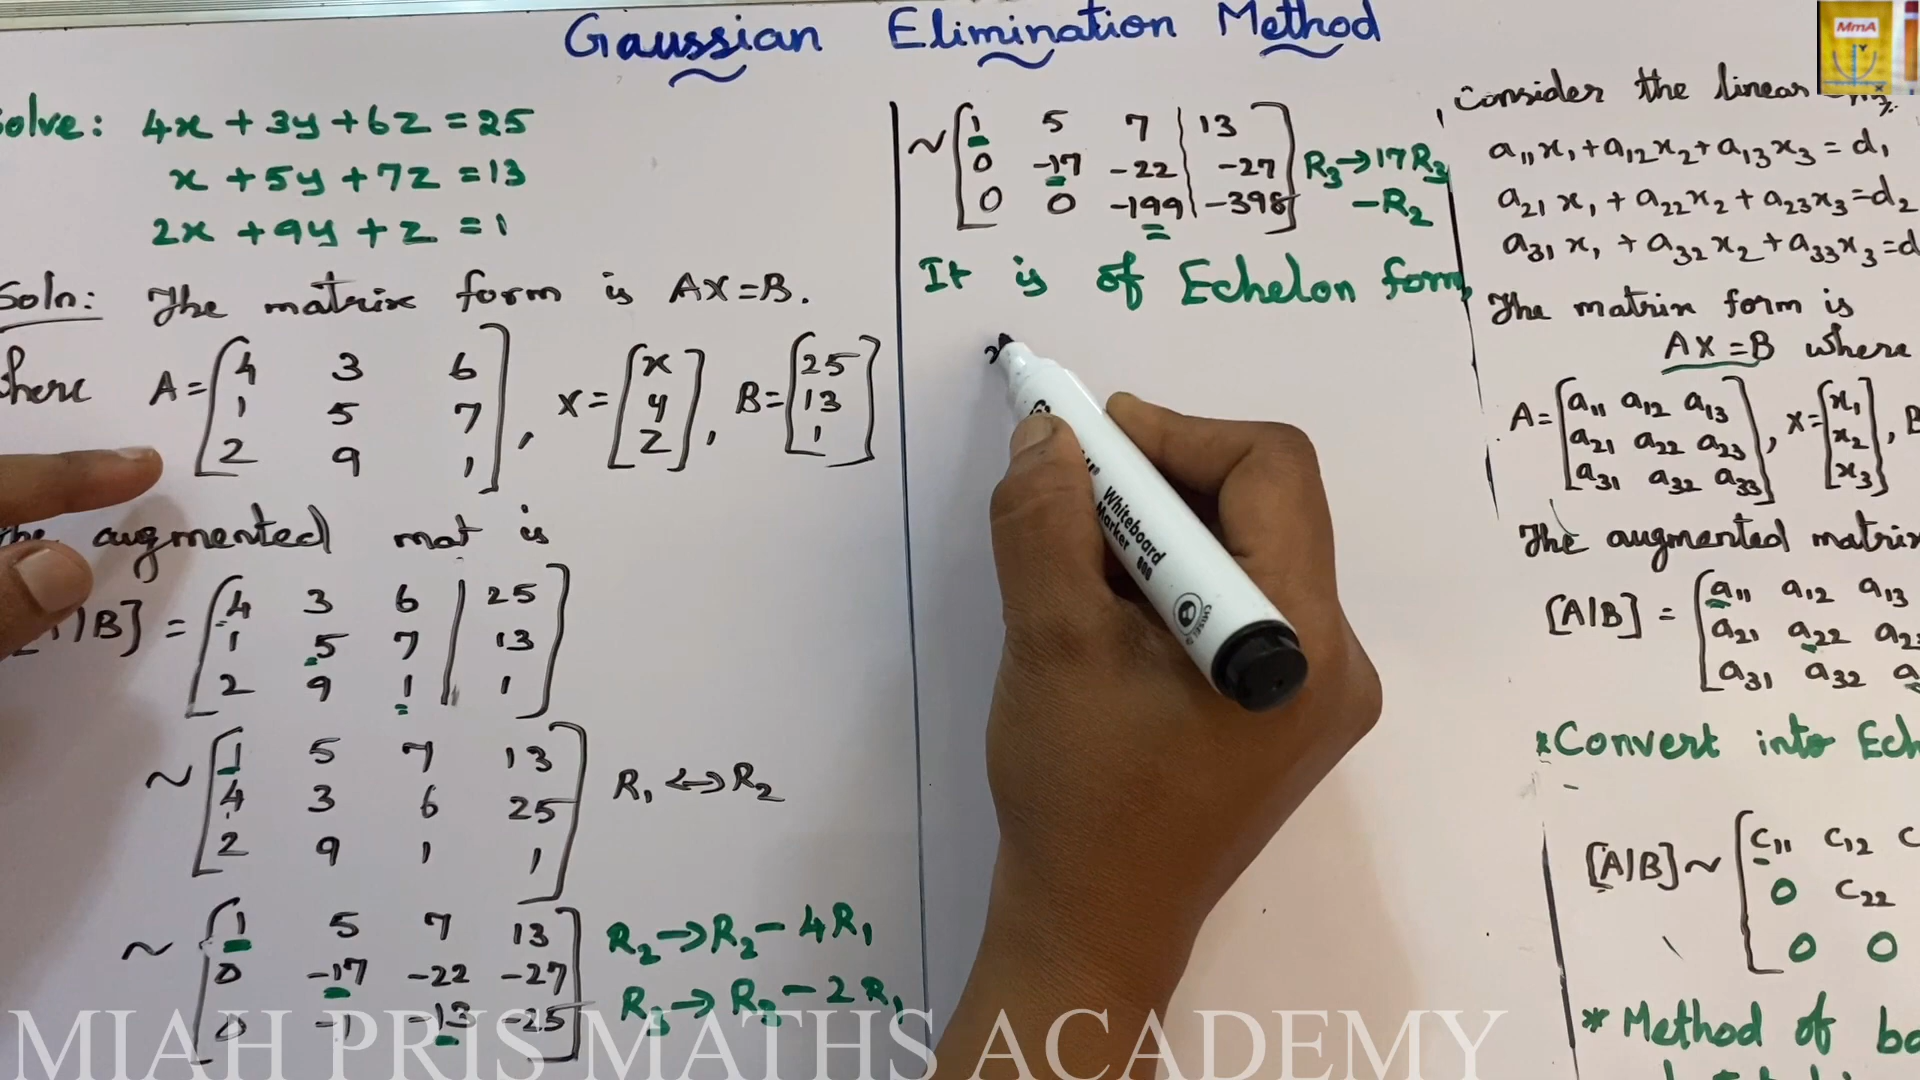 Gaussian Elimination Method
MmA
Solve: 4x + 3y + 6z = 25
x + 5y + 7z = 13
2x + 9y + z = 1
Soln: The matrix form is AX = B.
where A = [4 3 6
1 5 7
2 9 1], X = [x
y
z], B = [25
13
1]
The augmented mat is
[A|B] = [4 3 6 | 25
1 5 7 | 13
2 9 1 | 1]
~ [1 5 7 13
4 3 6 25
2 9 1 1] R₁ ↔ R₂
~ [1 5 7 13
0 -17 -22 -27
0 -1 -13 -25] R₂ → R₂ - 4R₁
R₃ → R₃ - 2R₁
~ [1 5 7 | 13
0 -17 -22 | -27
0 0 -199 | -398] R₃ → 17R₃
- R₂
It is of Echelon form,
Whiteboard
Marker 808
consider the linear
a₁₁x₁ + a₁₂x₂ + a₁₃x₃ = d₁
a₂₁x₁ + a₂₂x₂ + a₂₃x₃ = d₂
a₃₁x₁ + a₃₂x₂ + a₃₃x₃ = d
The matrix form is
AX = B where
A = [a₁₁ a₁₂ a₁₃
a₂₁ a₂₂ a₂₃
a₃₁ a₃₂ a₃₃], X = [x₁
x₂
x₃], B
The augmented matrix
[A|B] = [a₁₁ a₁₂ a₁₃
a₂₁ a₂₂ a₂₃
a₃₁ a₃₂ a
* Convert into Ech
[A|B] ~ [c₁₁ c₁₂ c
0 c₂₂
0 0
* Method of ba
MIAH PRIS MATHS ACADEMY